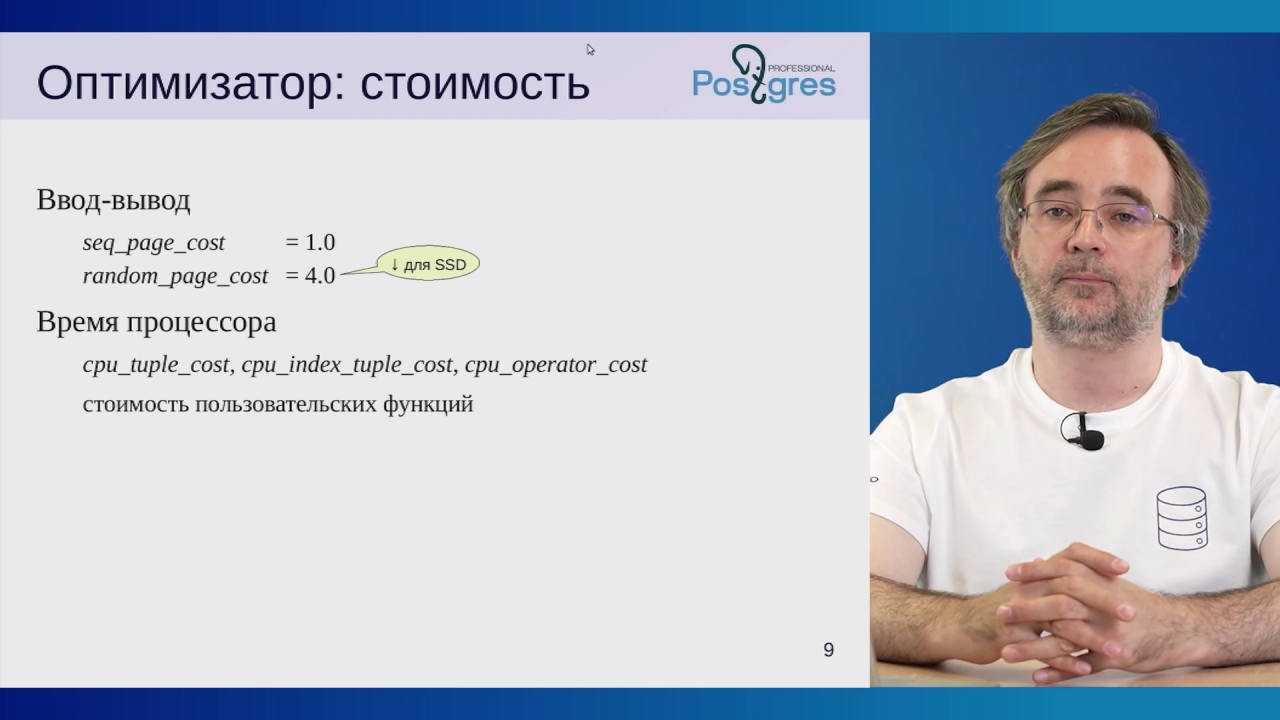 Оптимизатор: стоимость
PROFESSIONAL
Postgres
Ввод-вывод
seq_page_cost = 1.0
random_page_cost = 4.0
↓ для SSD
Время процессора
cpu_tuple_cost, cpu_index_tuple_cost, cpu_operator_cost
стоимость пользовательских функций
9